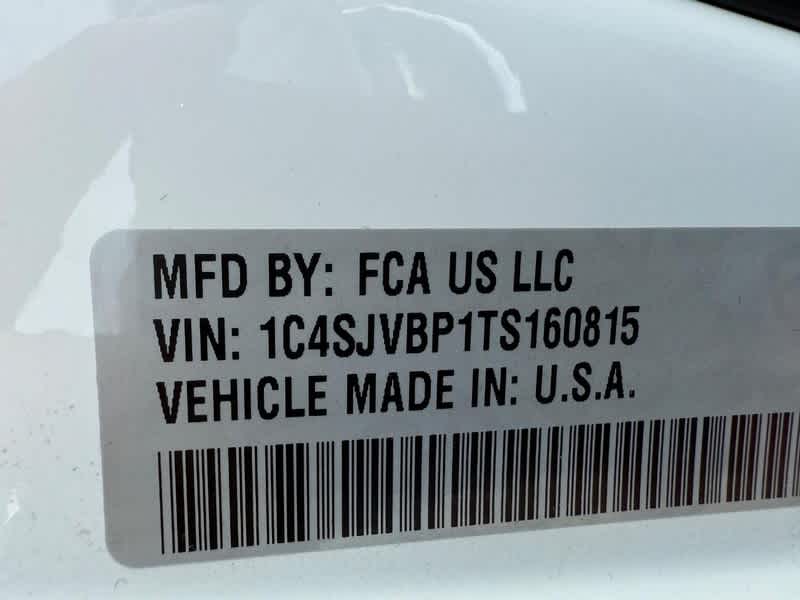 MFD BY: FCA US LLC
VIN: 1C4SJVBP1TS160815
VEHICLE MADE IN: U.S.A.